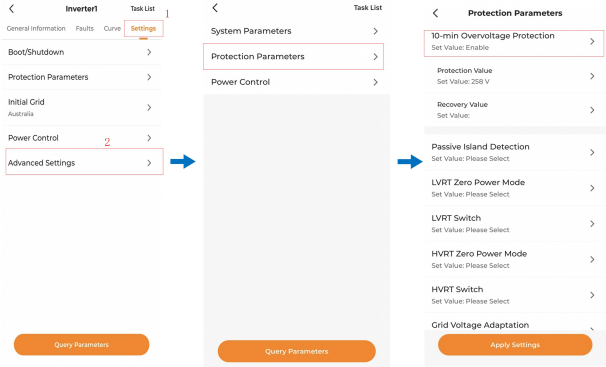 Inverter1
Task List
1
General Information Faults Curve Settings
Boot/Shutdown
Protection Parameters
Initial Grid
Australia
Power Control
2
Advanced Settings
Query Parameters
Task List
System Parameters
Protection Parameters
Power Control
Query Parameters
Protection Parameters
10-min Overvoltage Protection
Set Value: Enable
Protection Value
Set Value: 258 V
Recovery Value
Set Value:
Passive Island Detection
Set Value: Please Select
LVRT Zero Power Mode
Set Value: Please Select
LVRT Switch
Set Value: Please Select
HVRT Zero Power Mode
Set Value: Please Select
HVRT Switch
Set Value: Please Select
Grid Voltage Adaptation
Apply Settings